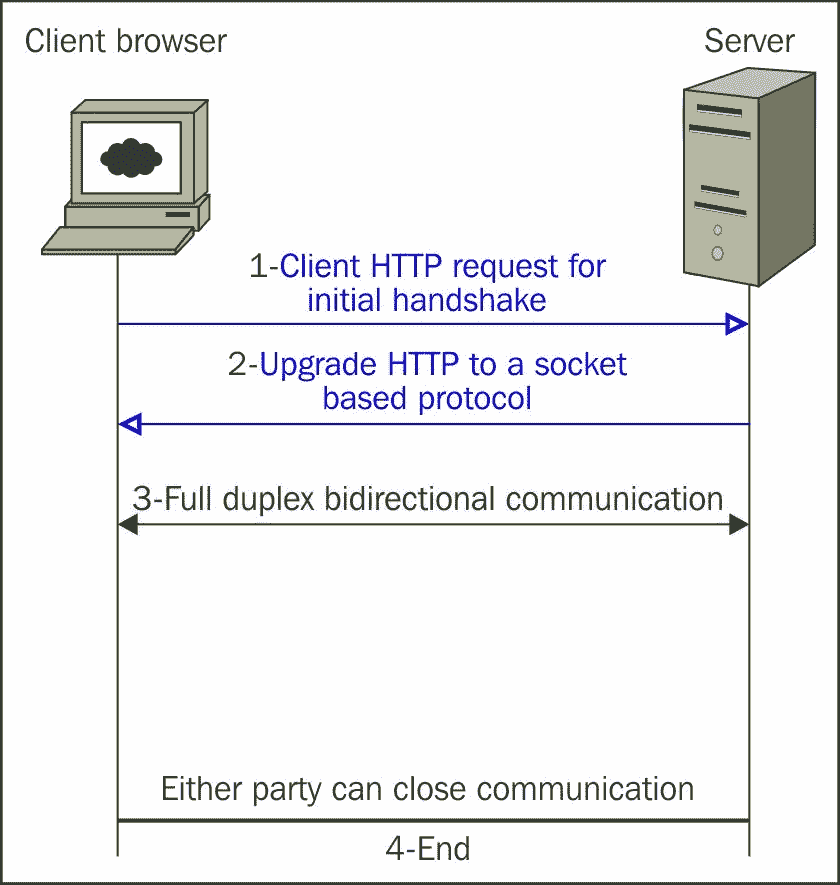 Client browser
Server
1-Client HTTP request for
initial handshake
2-Upgrade HTTP to a socket
based protocol
3-Full duplex bidirectional communication
Either party can close communication
4-End